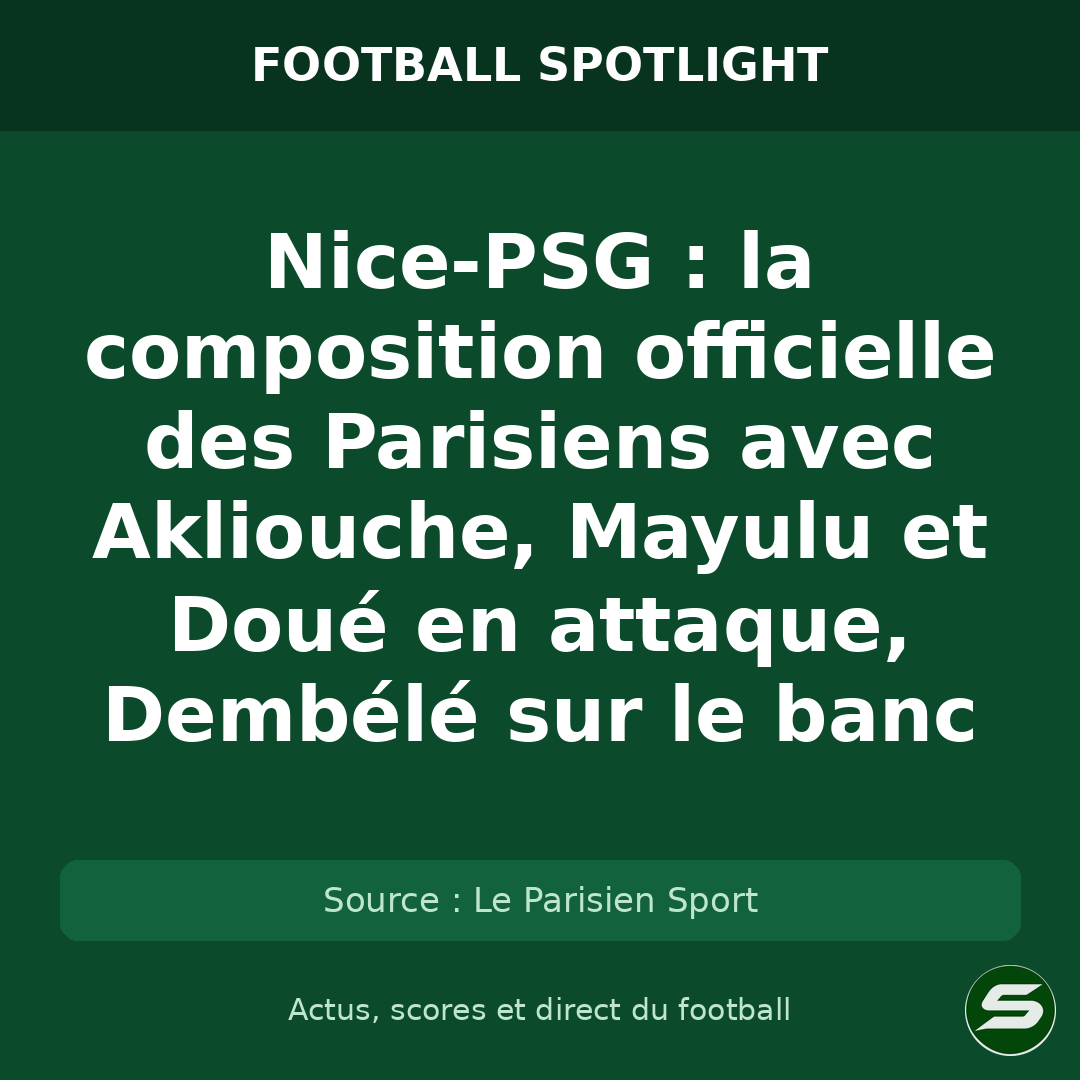 FOOTBALL SPOTLIGHT
Nice-PSG : la
composition officielle
des Parisiens avec
Akliouche, Mayulu et
Doué en attaque,
Dembélé sur le banc
Source : Le Parisien Sport
Actus, scores et direct du football
S